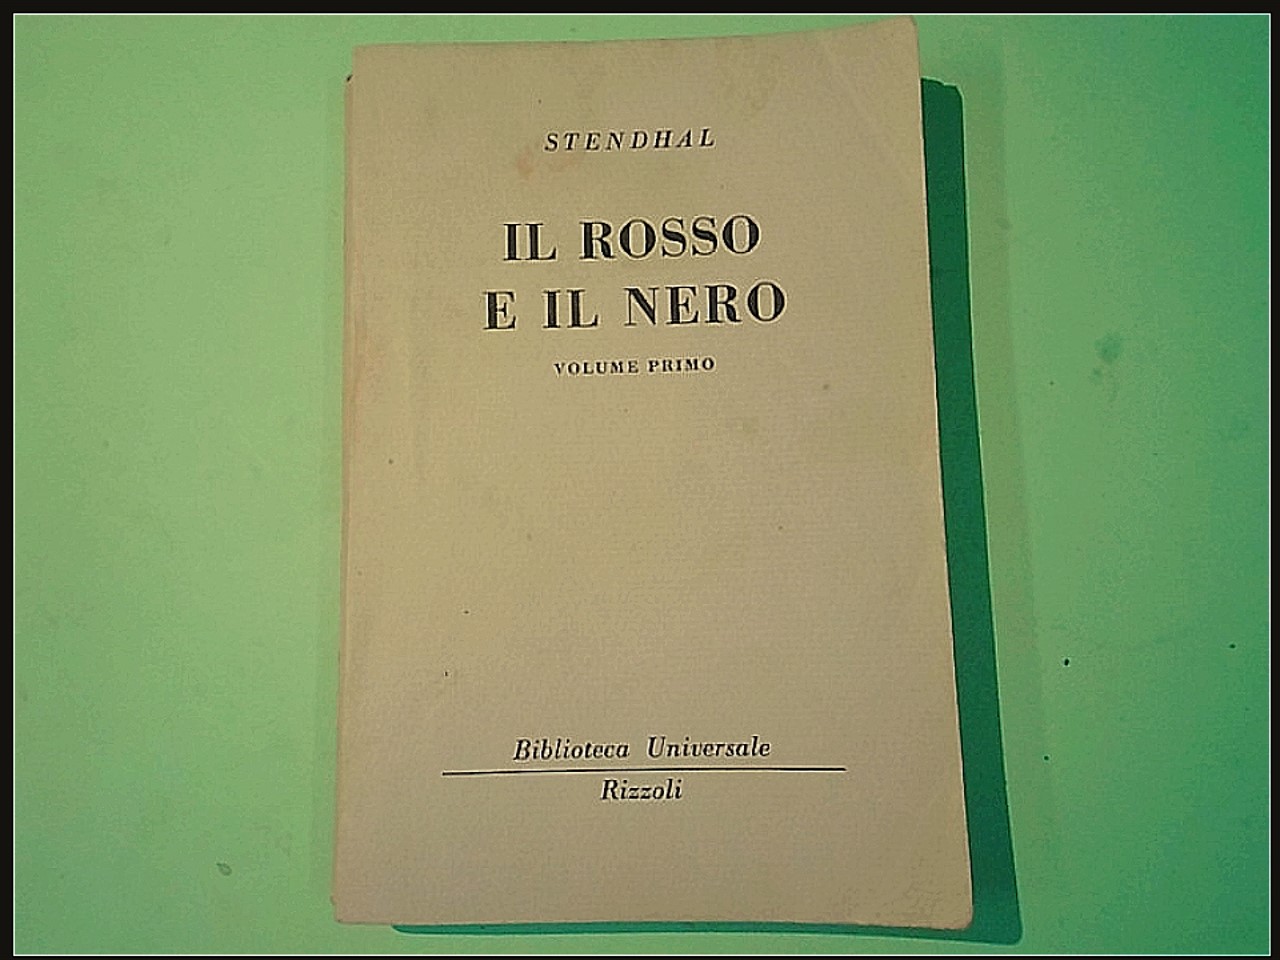 STENDHAL
IL ROSSO
E IL NERO
VOLUME PRIMO
Biblioteca Universale
Rizzoli